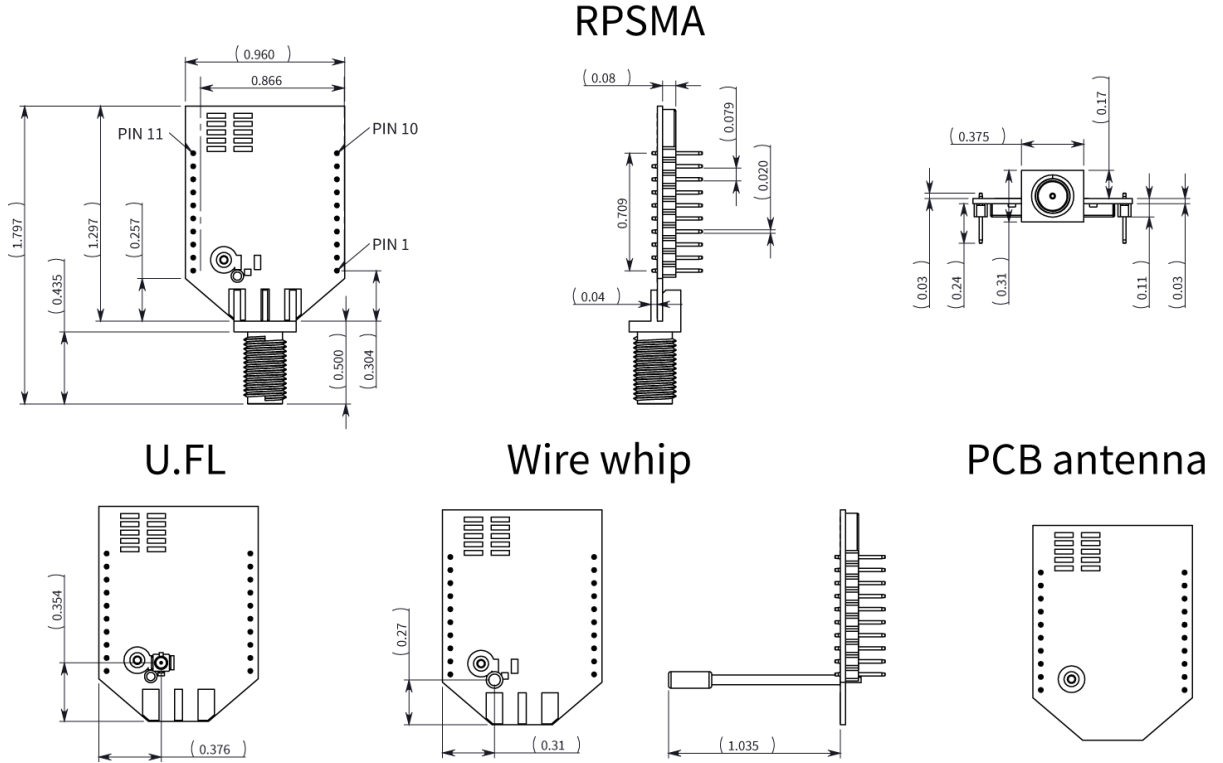 RPSMA
( 0.960 )
0.866
PIN 11
PIN 10
PIN 1
( 1.797 )
( 1.297 )
( 0.257 )
( 0.435 )
( 0.500 )
( 0.304 )
( 0.08 )
( 0.079 )
( 0.020 )
0.709
( 0.04 )
( 0.17 )
( 0.375 )
( 0.03 )
( 0.24 )
( 0.31 )
( 0.11 )
( 0.03 )
U.FL
Wire whip
PCB antenna
( 0.354 )
( 0.376 )
( 0.27 )
( 0.31 )
( 1.035 )